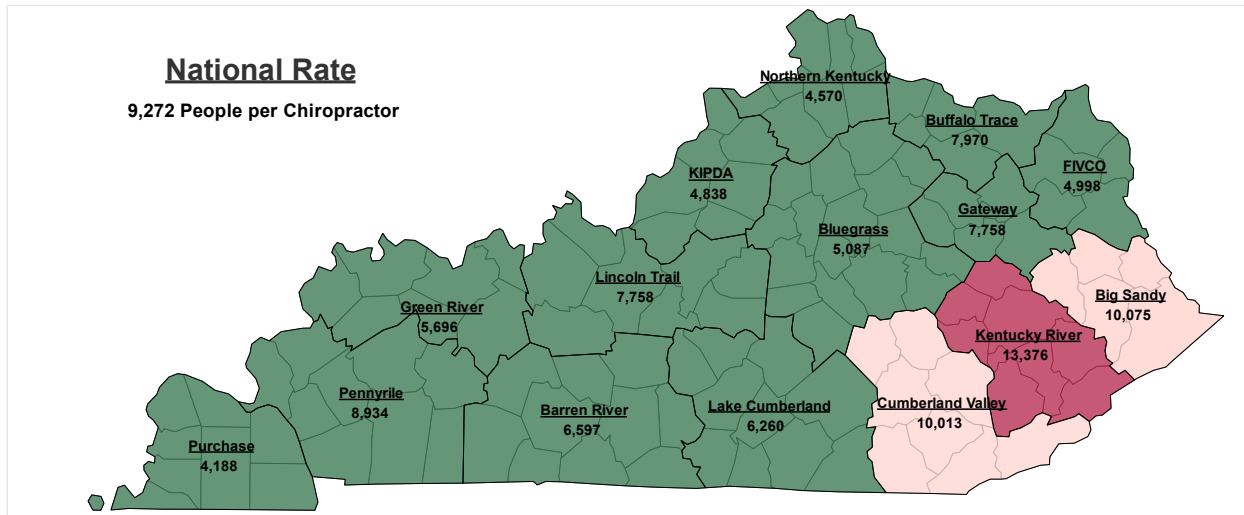 National Rate
9,272 People per Chiropractor
Northern Kentucky
4,570
Buffalo Trace
7,970
FIVCO
4,998
KIPDA
4,838
Gateway
7,758
Bluegrass
5,087
Lincoln Trail
7,758
Green River
5,696
Big Sandy
10,075
Kentucky River
13,376
Pennyrile
8,934
Barren River
6,597
Lake Cumberland
6,260
Cumberland Valley
10,013
Purchase
4,188